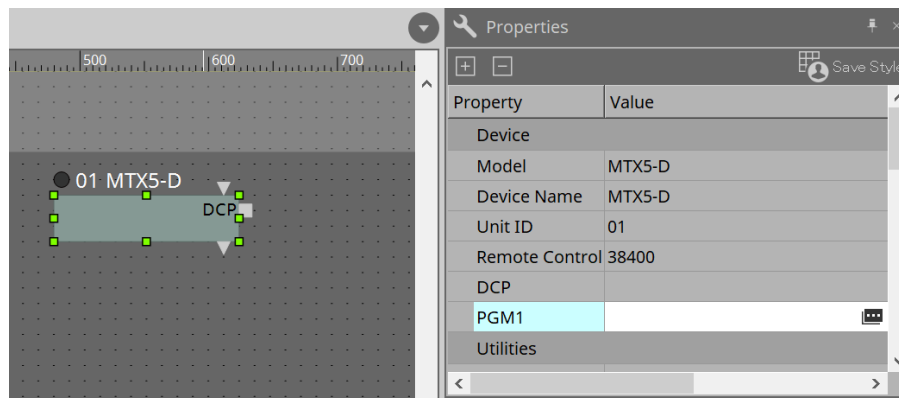 Properties
500 600 700
Save Style
Property Value
Device
01 MTX5-D
Model MTX5-D
Device Name MTX5-D
DCP
Unit ID 01
Remote Control 38400
DCP
PGM1
Utilities